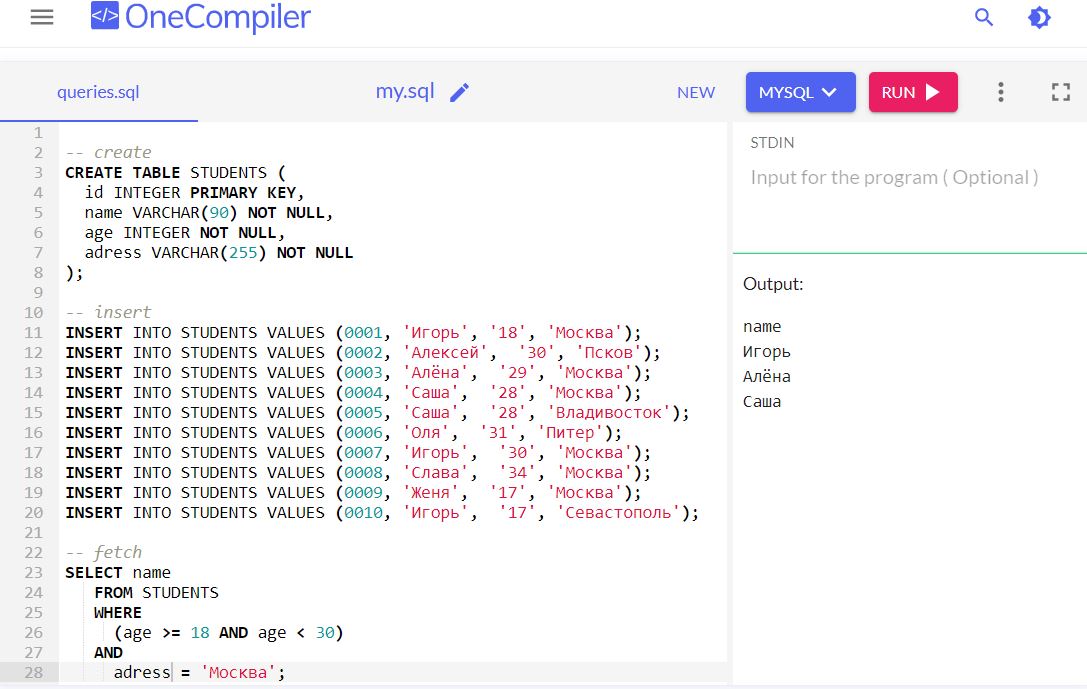 </> OneCompiler
queries.sql
my.sql
NEW
MYSQL
RUN
1
2 -- create
3 CREATE TABLE STUDENTS (
4 id INTEGER PRIMARY KEY,
5 name VARCHAR(90) NOT NULL,
6 age INTEGER NOT NULL,
7 adress VARCHAR(255) NOT NULL
8 );
9
10 -- insert
11 INSERT INTO STUDENTS VALUES (0001, 'Игорь', '18', 'Москва');
12 INSERT INTO STUDENTS VALUES (0002, 'Алексей', '30', 'Псков');
13 INSERT INTO STUDENTS VALUES (0003, 'Алёна', '29', 'Москва');
14 INSERT INTO STUDENTS VALUES (0004, 'Саша', '28', 'Москва');
15 INSERT INTO STUDENTS VALUES (0005, 'Саша', '28', 'Владивосток');
16 INSERT INTO STUDENTS VALUES (0006, 'Оля', '31', 'Питер');
17 INSERT INTO STUDENTS VALUES (0007, 'Игорь', '30', 'Москва');
18 INSERT INTO STUDENTS VALUES (0008, 'Слава', '34', 'Москва');
19 INSERT INTO STUDENTS VALUES (0009, 'Женя', '17', 'Москва');
20 INSERT INTO STUDENTS VALUES (0010, 'Игорь', '17', 'Севастополь');
21
22 -- fetch
23 SELECT name
24 FROM STUDENTS
25 WHERE
26 (age >= 18 AND age < 30)
27 AND
28 adress = 'Москва';
STDIN
Input for the program ( Optional )
Output:
name
Игорь
Алёна
Саша